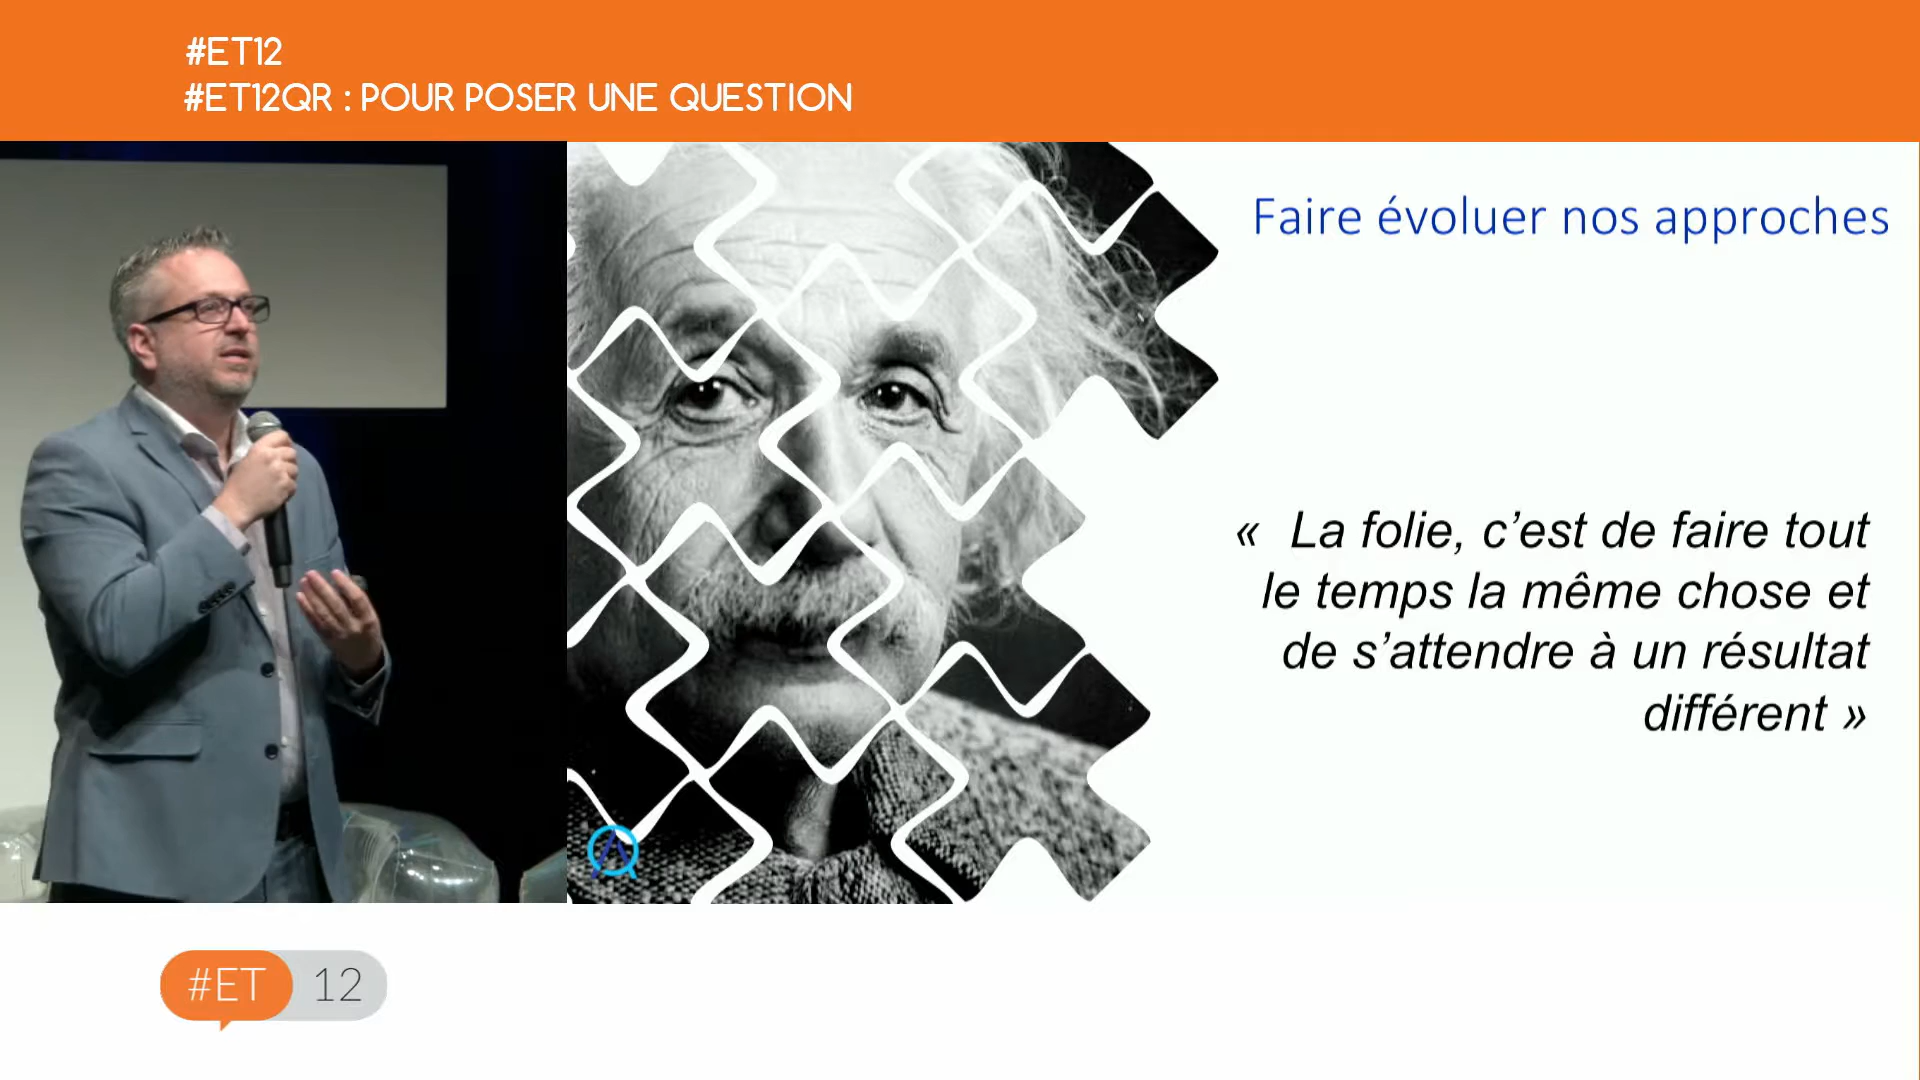 #ET12
#ET12QR : POUR POSER UNE QUESTION
Faire évoluer nos approches
«  La folie, c’est de faire tout
le temps la même chose et
de s’attendre à un résultat
différent »
#ET 12